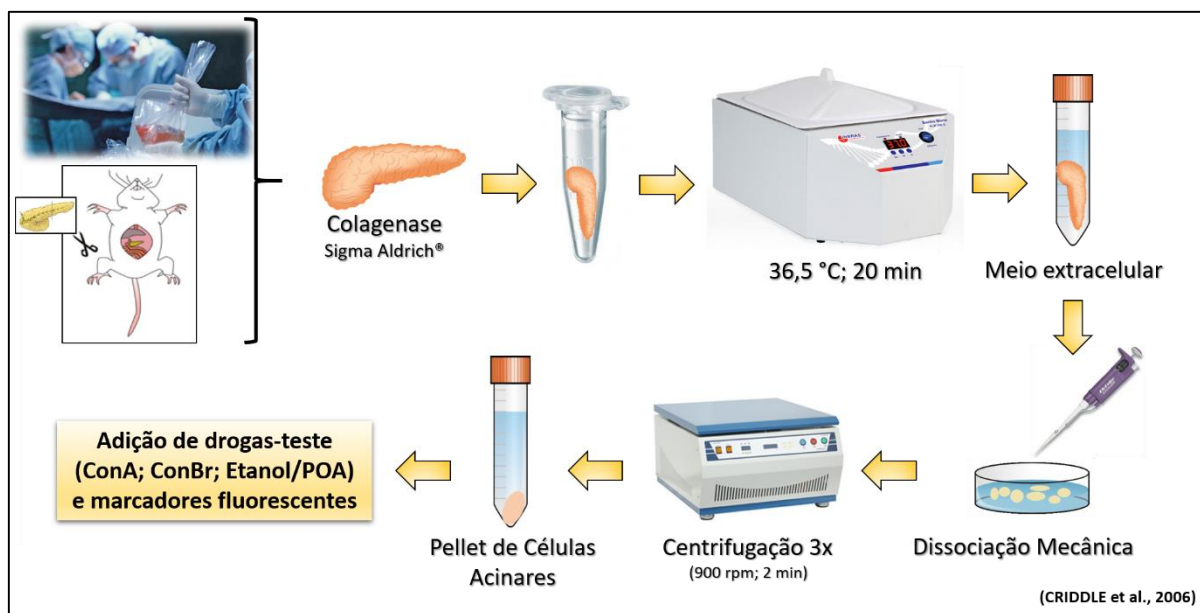 Colagenase
Sigma Aldrich®
36,5 °C; 20 min
Meio extracelular
Dissociação Mecânica
Centrifugação 3x
(900 rpm; 2 min)
Pellet de Células
Acinares
Adição de drogas-teste
(ConA; ConBr; Etanol/POA)
e marcadores fluorescentes
(CRIDDLE et al., 2006)